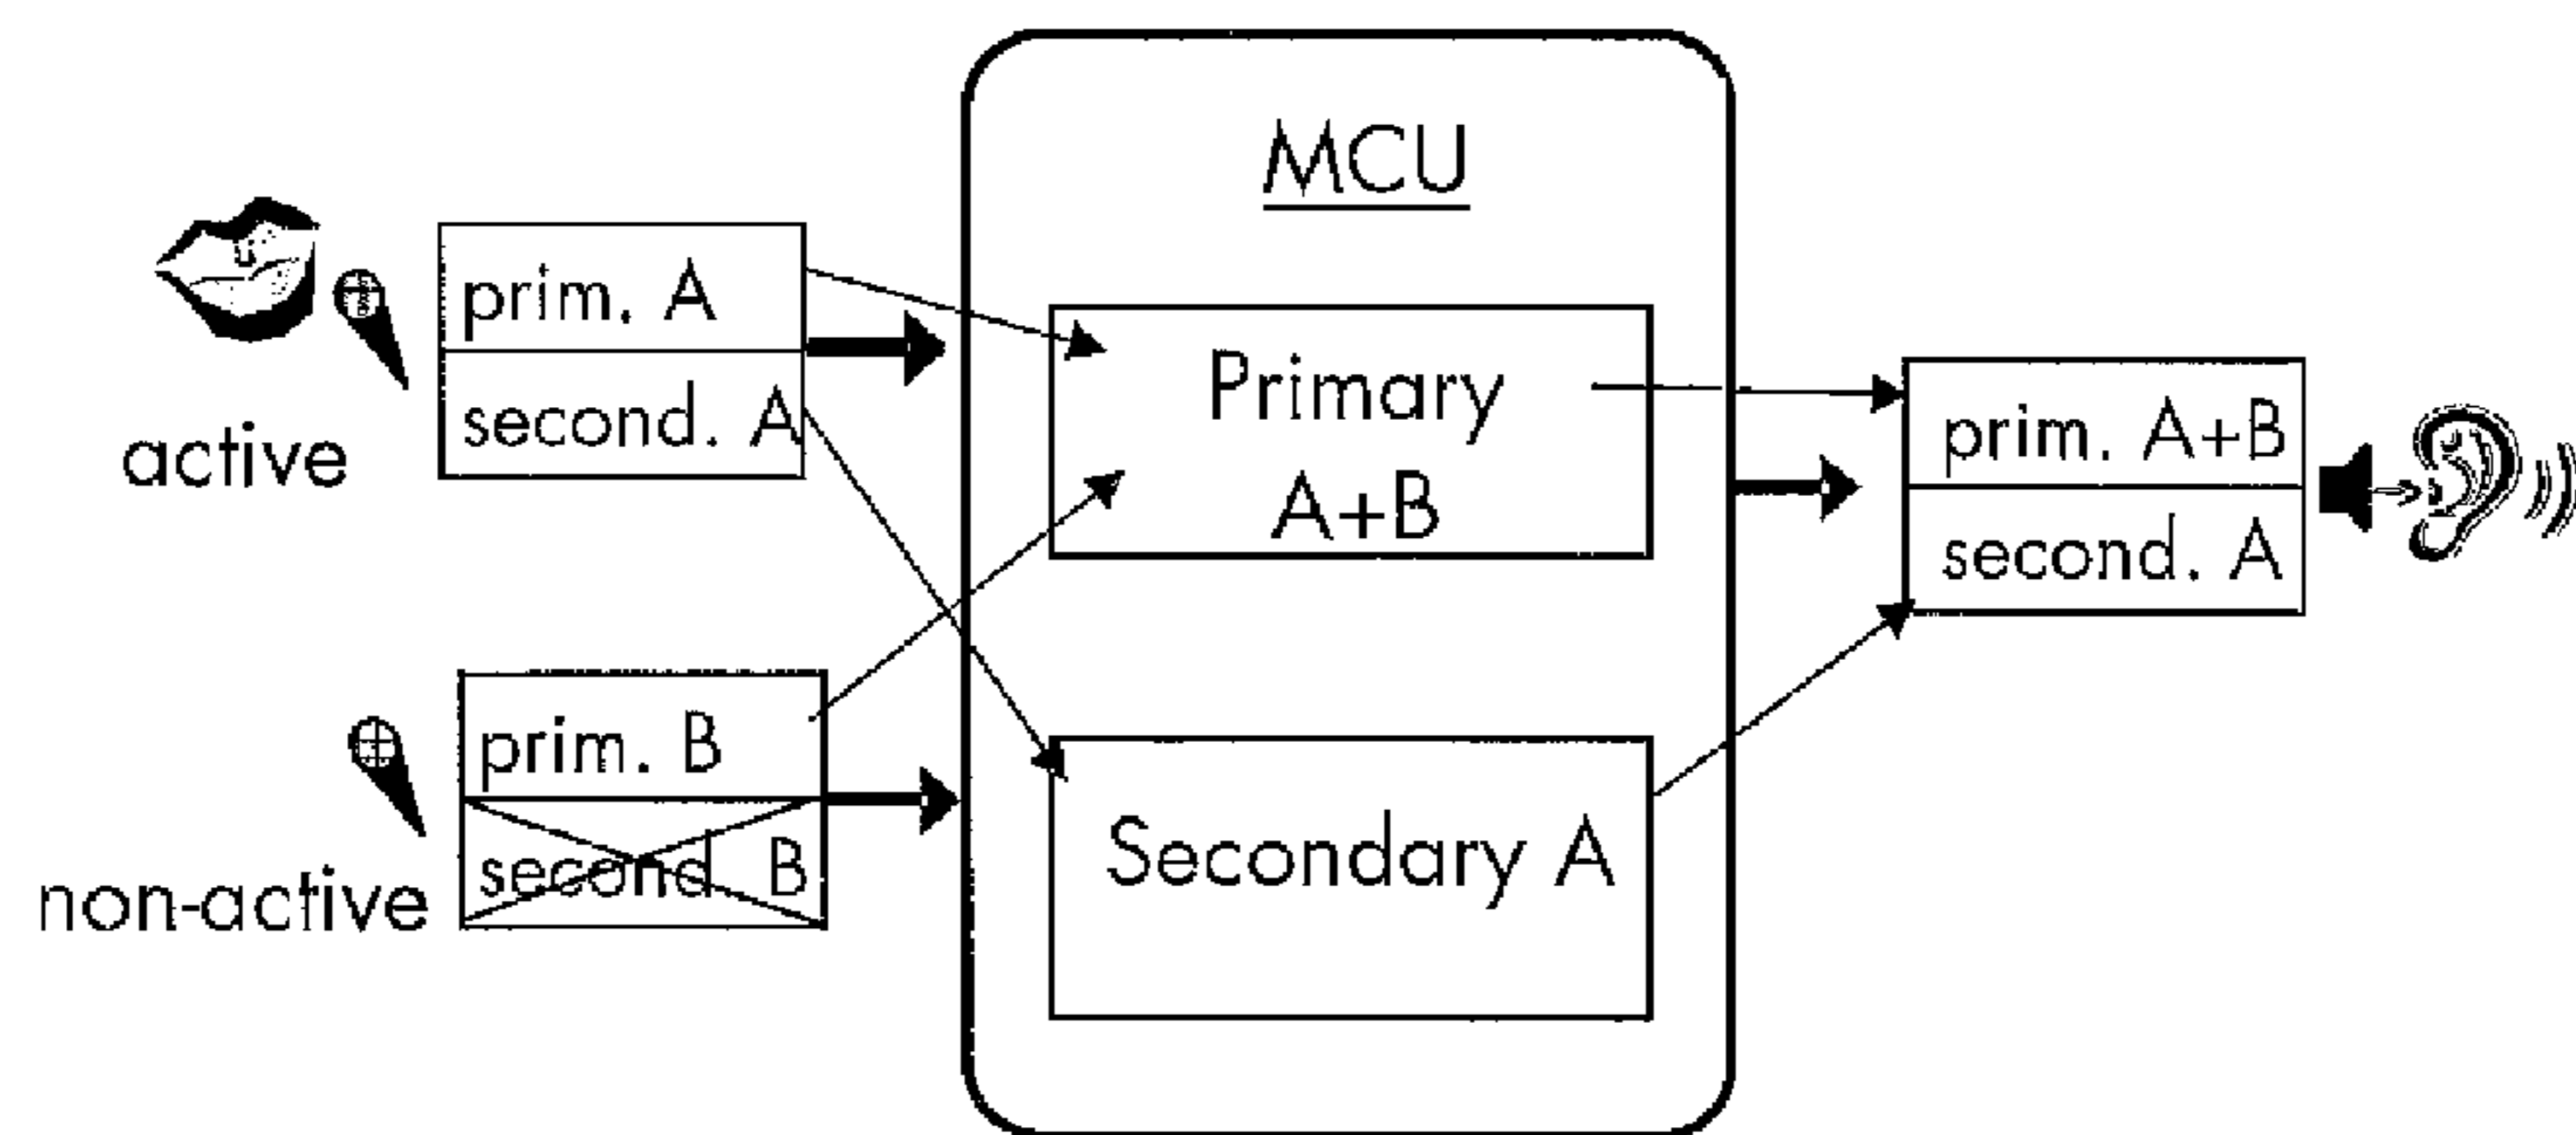 MCU
prim. A
second. A
active
Primary
A+B
prim. A+B
second. A
prim. B
second B
non-active
Secondary A